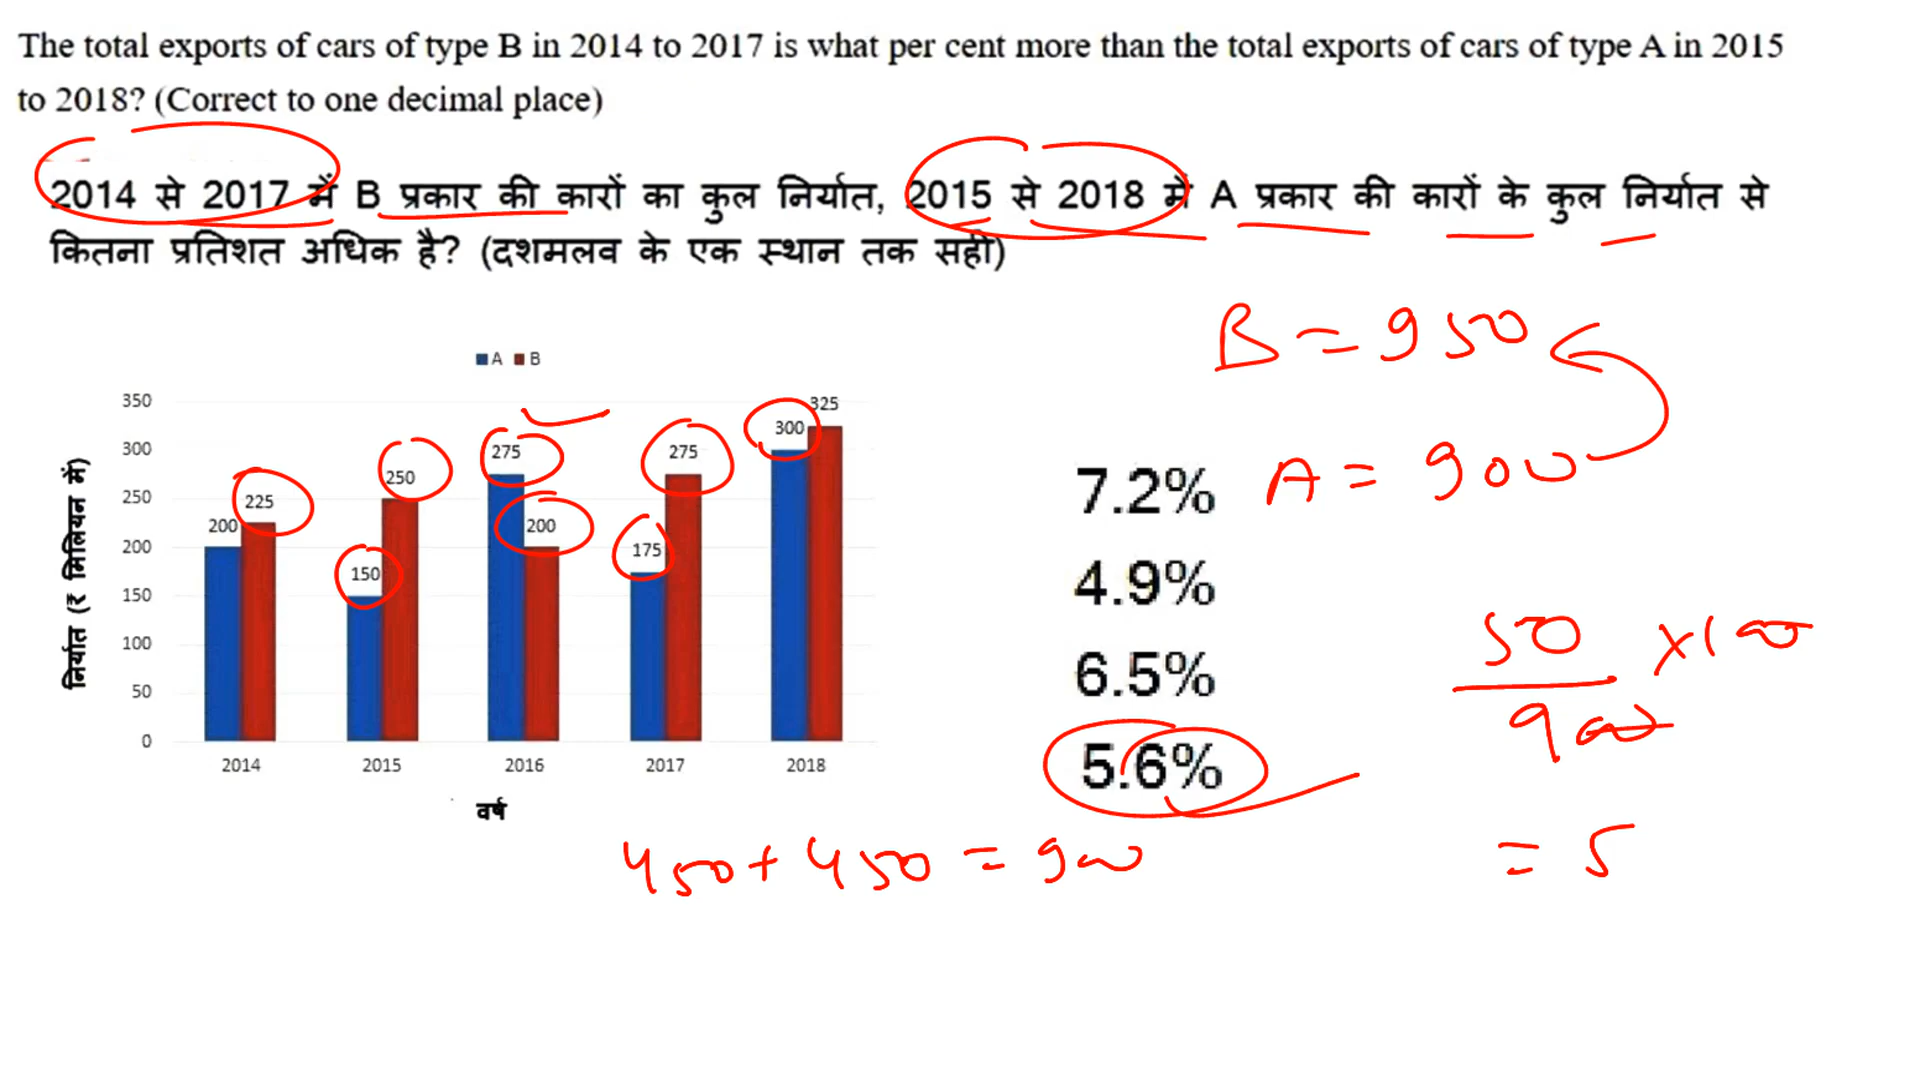 The total exports of cars of type B in 2014 to 2017 is what per cent more than the total exports of cars of type A in 2015
to 2018? (Correct to one decimal place)
2014 से 2017 में B प्रकार की कारों का कुल निर्यात, 2015 से 2018 में A प्रकार की कारों के कुल निर्यात से
कितना प्रतिशत अधिक है? (दशमलव के एक स्थान तक सही)
B = 950
A = 900
A B
निर्यात (₹ मिलियन में)
350
300
250
200
150
100
50
0
200 225
150 250
275 200
175 275
300 325
2014 2015 2016 2017 2018
वर्ष
7.2%
4.9%
6.5%
5.6%
50 × 100
900
= 5
450 + 450 = 900